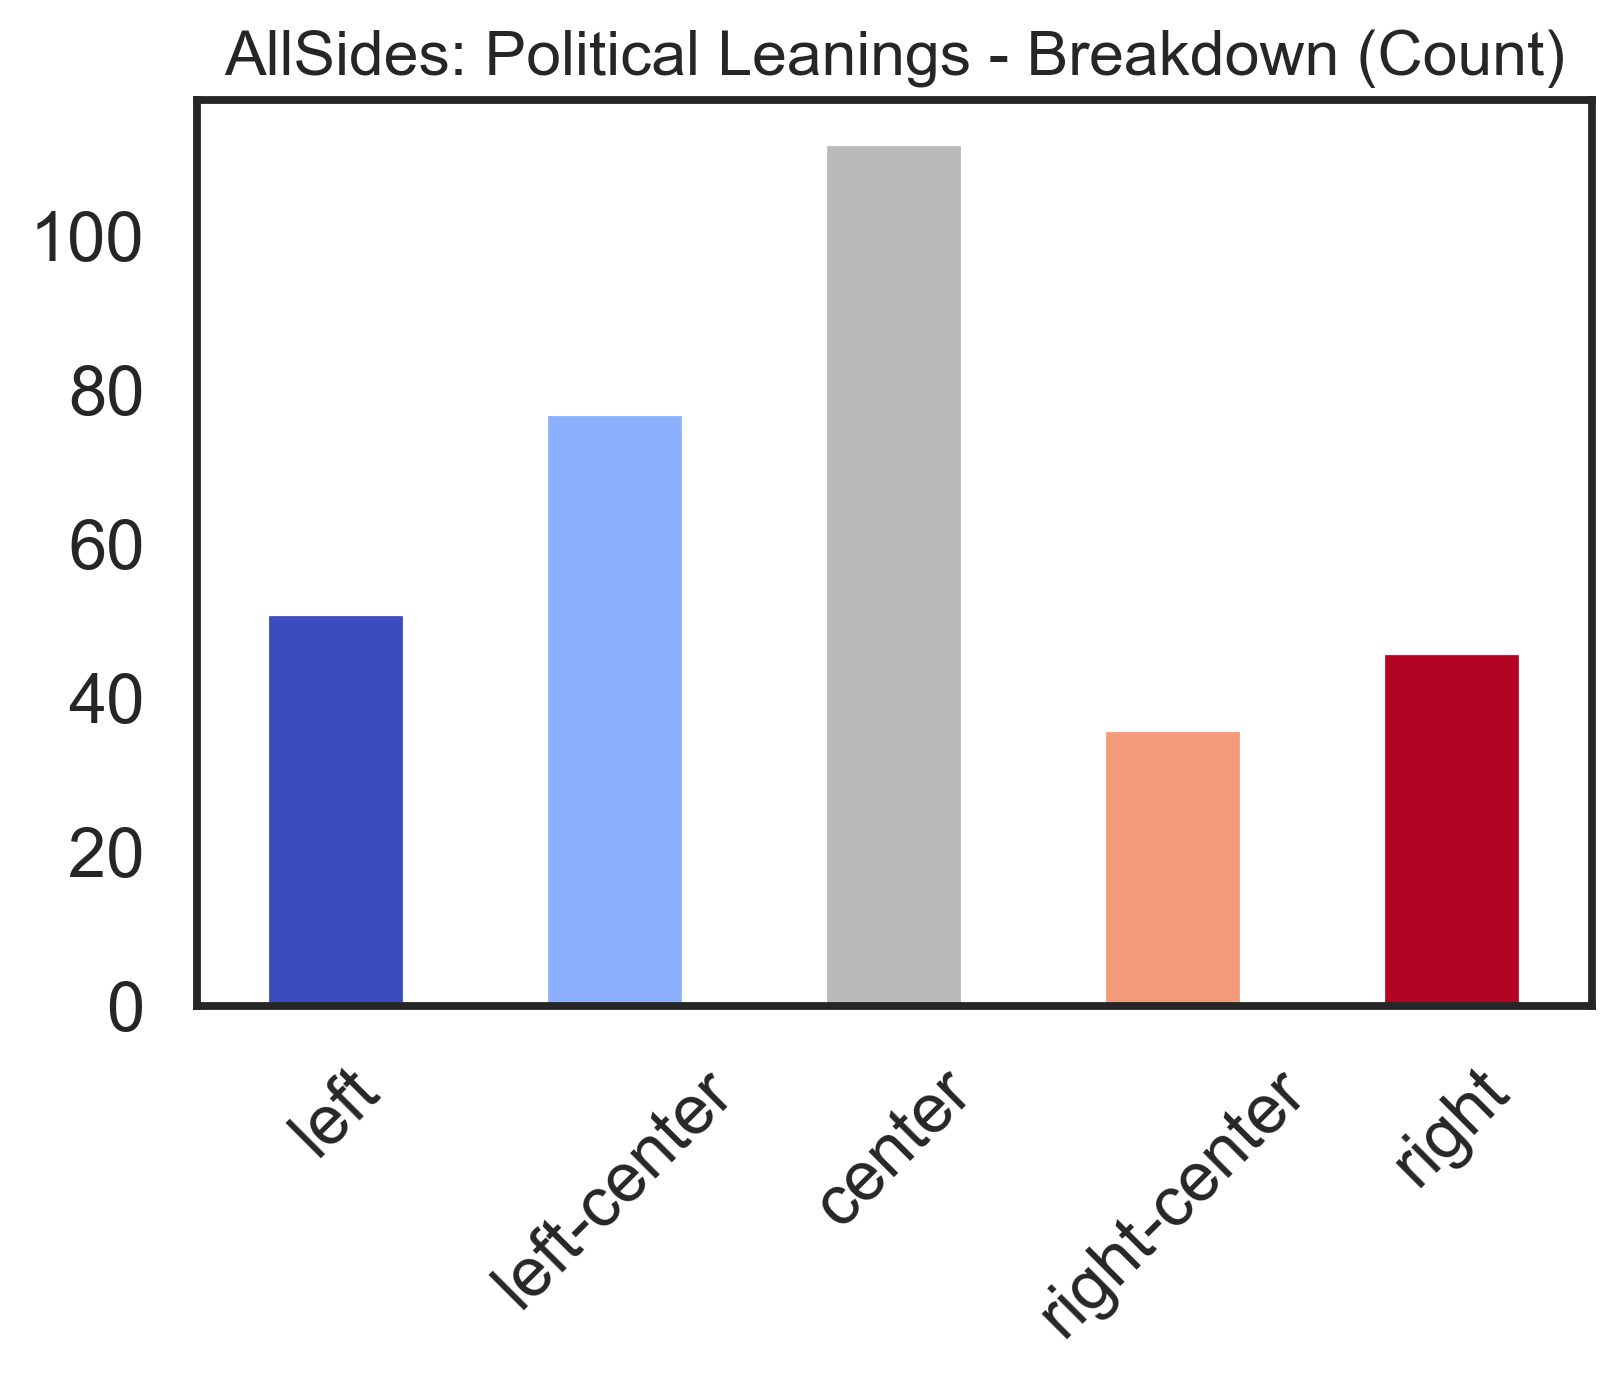 AllSides: Political Leanings - Breakdown (Count)
100
80
60
40
20
0
left
left-center
center
right-center
right